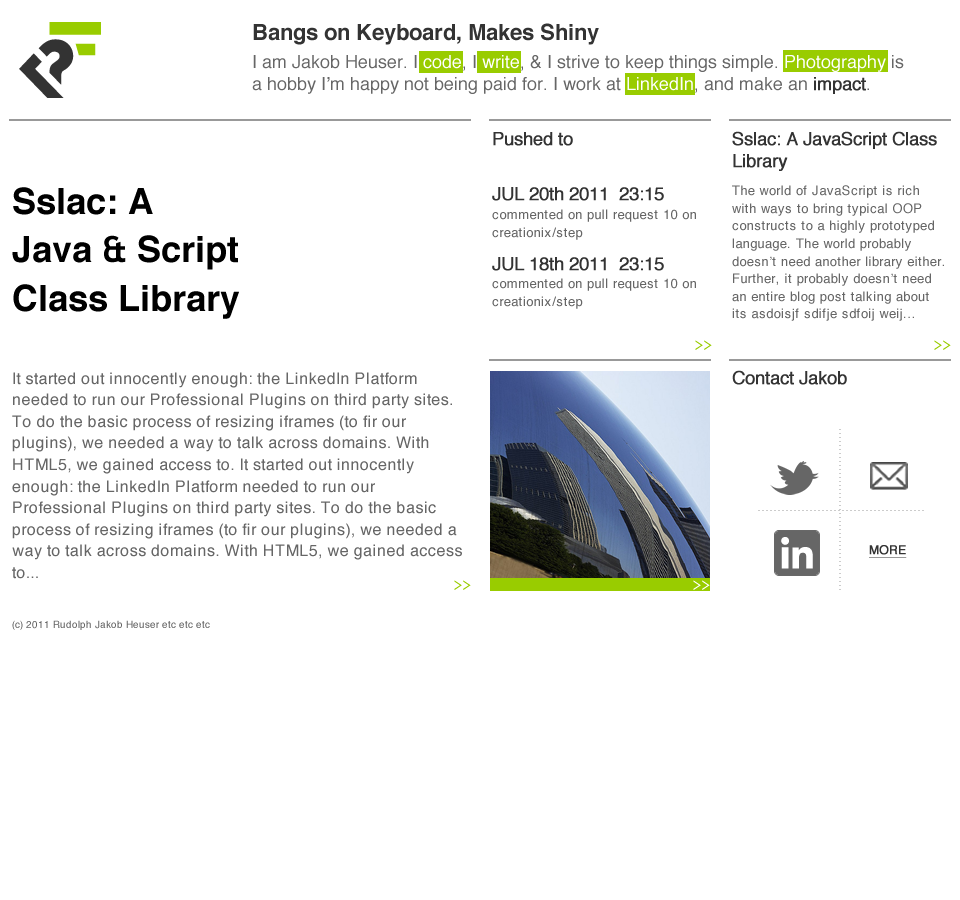 Bangs on Keyboard, Makes Shiny
I am Jakob Heuser. I code, I write, & I strive to keep things simple. Photography is
a hobby I'm happy not being paid for. I work at LinkedIn, and make an impact.
Sslac: A
Java & Script
Class Library
It started out innocently enough: the LinkedIn Platform
needed to run our Professional Plugins on third party sites.
To do the basic process of resizing iframes (to fir our
plugins), we needed a way to talk across domains. With
HTML5, we gained access to. It started out innocently
enough: the LinkedIn Platform needed to run our
Professional Plugins on third party sites. To do the basic
process of resizing iframes (to fir our plugins), we needed a
way to talk across domains. With HTML5, we gained access
to...
>>
Pushed to
JUL 20th 2011 23:15
commented on pull request 10 on
creationix/step
JUL 18th 2011 23:15
commented on pull request 10 on
creationix/step
>>
>>
Sslac: A JavaScript Class
Library
The world of JavaScript is rich
with ways to bring typical OOP
constructs to a highly prototyped
language. The world probably
doesn't need another library either.
Further, it probably doesn't need
an entire blog post talking about
its asdoisjf sdifje sdfoij weij...
>>
Contact Jakob
in
MORE
(c) 2011 Rudolph Jakob Heuser etc etc etc